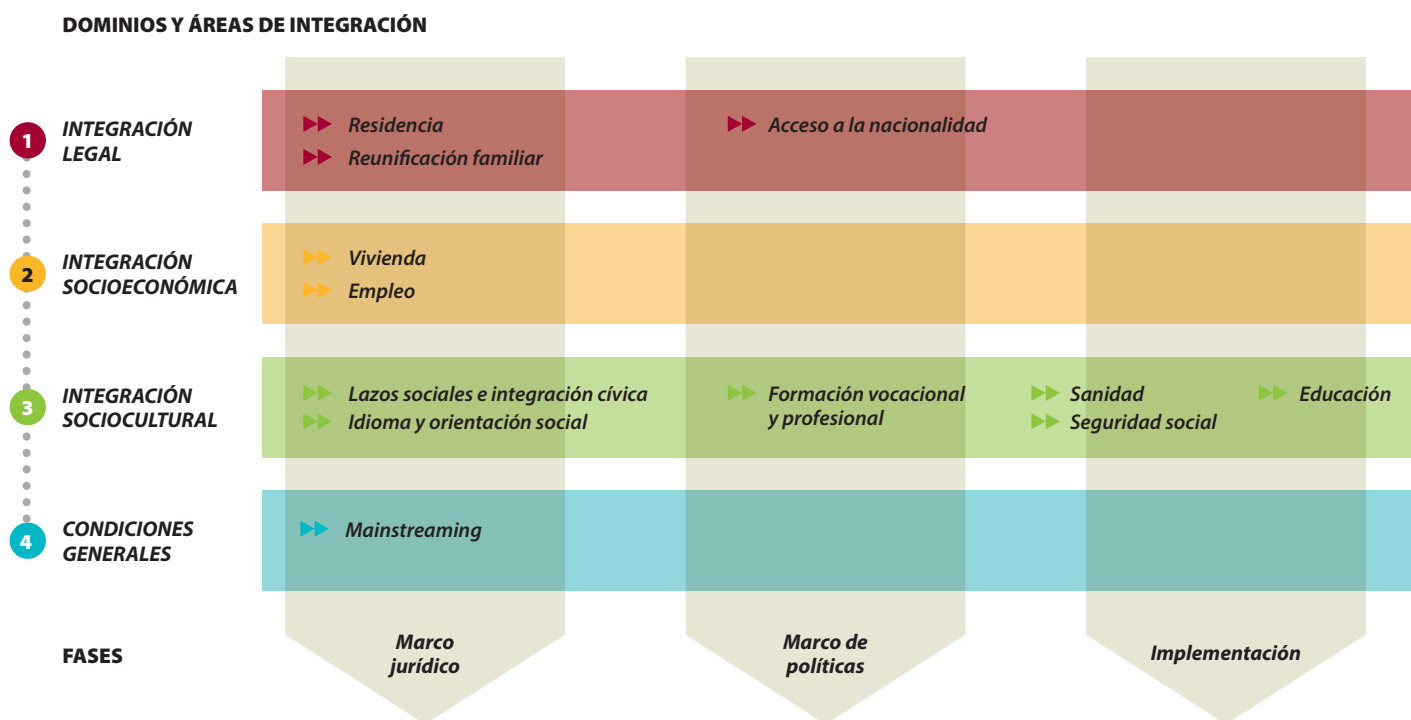 DOMINIOS Y ÁREAS DE INTEGRACIÓN
1
INTEGRACIÓN
LEGAL
Residencia
Reunificación familiar
Acceso a la nacionalidad
2
INTEGRACIÓN
SOCIOECONÓMICA
Vivienda
Empleo
3
INTEGRACIÓN
SOCIOCULTURAL
Lazos sociales e integración cívica
Idioma y orientación social
Formación vocacional
y profesional
Sanidad
Seguridad social
Educación
4
CONDICIONES
GENERALES
Mainstreaming
FASES
Marco
jurídico
Marco de
políticas
Implementación